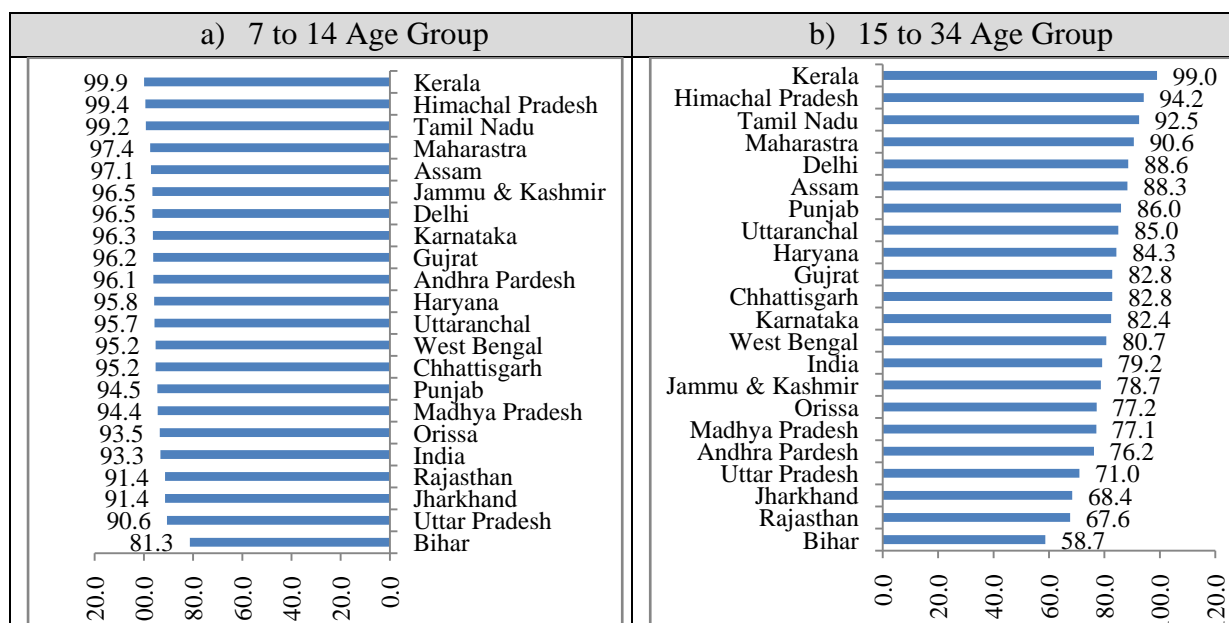 a) 7 to 14 Age Group
99.9 Kerala
99.4 Himachal Pradesh
99.2 Tamil Nadu
97.4 Maharastra
97.1 Assam
96.5 Jammu & Kashmir
96.5 Delhi
96.3 Karnataka
96.2 Gujrat
96.1 Andhra Pardesh
95.8 Haryana
95.7 Uttaranchal
95.2 West Bengal
95.2 Chhattisgarh
94.5 Punjab
94.4 Madhya Pradesh
93.5 Orissa
93.3 India
91.4 Rajasthan
91.4 Jharkhand
90.6 Uttar Pradesh
81.3 Bihar
20.0 00.0 80.0 60.0 40.0 20.0 0.0
b) 15 to 34 Age Group
Kerala 99.0
Himachal Pradesh 94.2
Tamil Nadu 92.5
Maharastra 90.6
Delhi 88.6
Assam 88.3
Punjab 86.0
Uttaranchal 85.0
Haryana 84.3
Gujrat 82.8
Chhattisgarh 82.8
Karnataka 82.4
West Bengal 80.7
India 79.2
Jammu & Kashmir 78.7
Orissa 77.2
Madhya Pradesh 77.1
Andhra Pardesh 76.2
Uttar Pradesh 71.0
Jharkhand 68.4
Rajasthan 67.6
Bihar 58.7
0.0 20.0 40.0 60.0 80.0 00.0 20.0